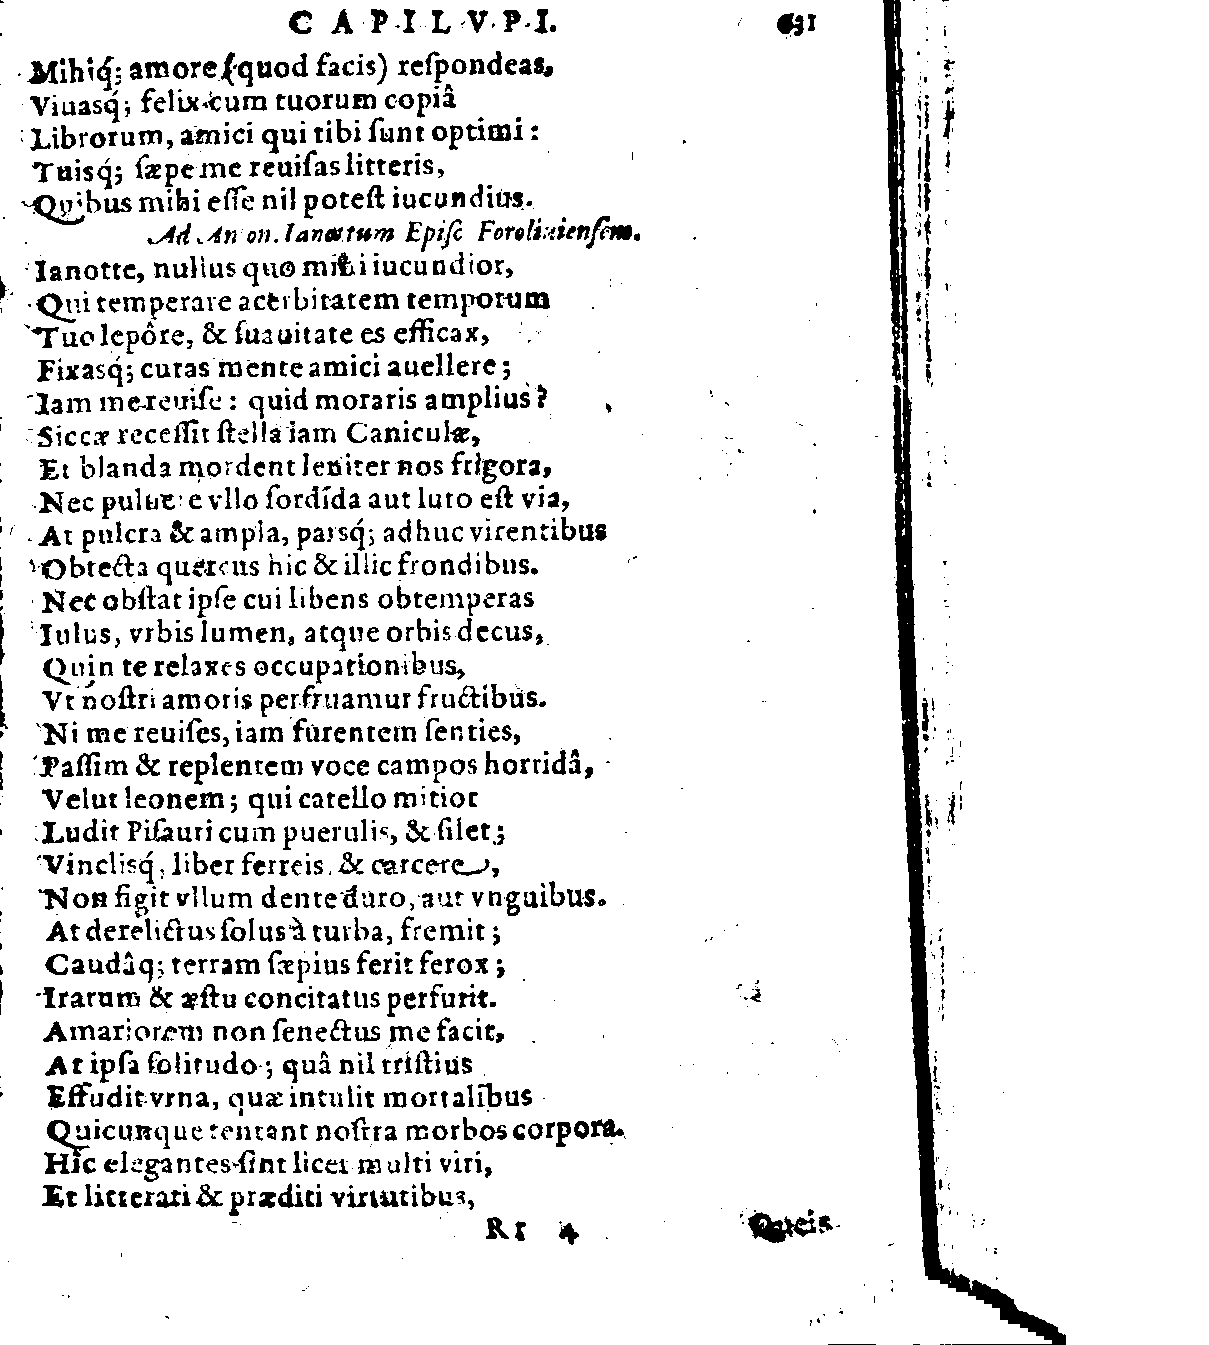 CAPILVPI. 631
Mihiq́; amore (quod facis) reſpondeas,
Viuasq́; felix cum tuorum copiâ
Librorum, amici qui tibi ſunt optimi:
Tuisq́; ſæpe me reuiſas litteris,
Quibus mihi eſſe nil poteſt iucundius.
Ad Anton. Ianottum Epiſc Foroliuienſem.
Ianotte, nullus quo mihi iucundior,
Qui temperare acerbitatem temporum
Tuo lepôre, & ſuauitate es efficax,
Fixasq́; curas mente amici auellere;
Iam me reuiſe: quid moraris amplius?
Siccæ receſſit ſtella iam Caniculæ,
Et blanda mordent leniter nos frigora,
Nec puluere vllo ſordida aut luto eſt via,
At pulcra & ampla, parsq́; adhuc virentibus
Obtecta quercus hic & illic frondibus.
Nec obſtat ipſe cui libens obtemperas
Iulus, vrbis lumen, atque orbis decus,
Quin te relaxes occupationibus,
Vt noſtri amoris perfruamur fructibus.
Ni me reuiſes, iam furentem ſenties,
Paſſim & replentem voce campos horridâ,
Velut leonem; qui catello mitior
Ludit Piſauri cum puerulis, & ſilet;
Vinclisq́, liber ferreis, & carcere,
Non figit vllum dente duro, aut vnguibus.
At derelictus ſolus à turba, fremit;
Caudâq; terram ſæpius ferit ferox;
Irarum & æſtu concitatus perfurit.
Amariorem non ſenectus me facit,
At ipſa ſolitudo; quâ nil triſtius
Effudit vrna, quæ intulit mortalibus
Quicunque tentant noſtra morbos corpora.
Hîc elegantes ſint licet multi viri,
Et litterati & præditi virtutibus,
Rr 4 Queis